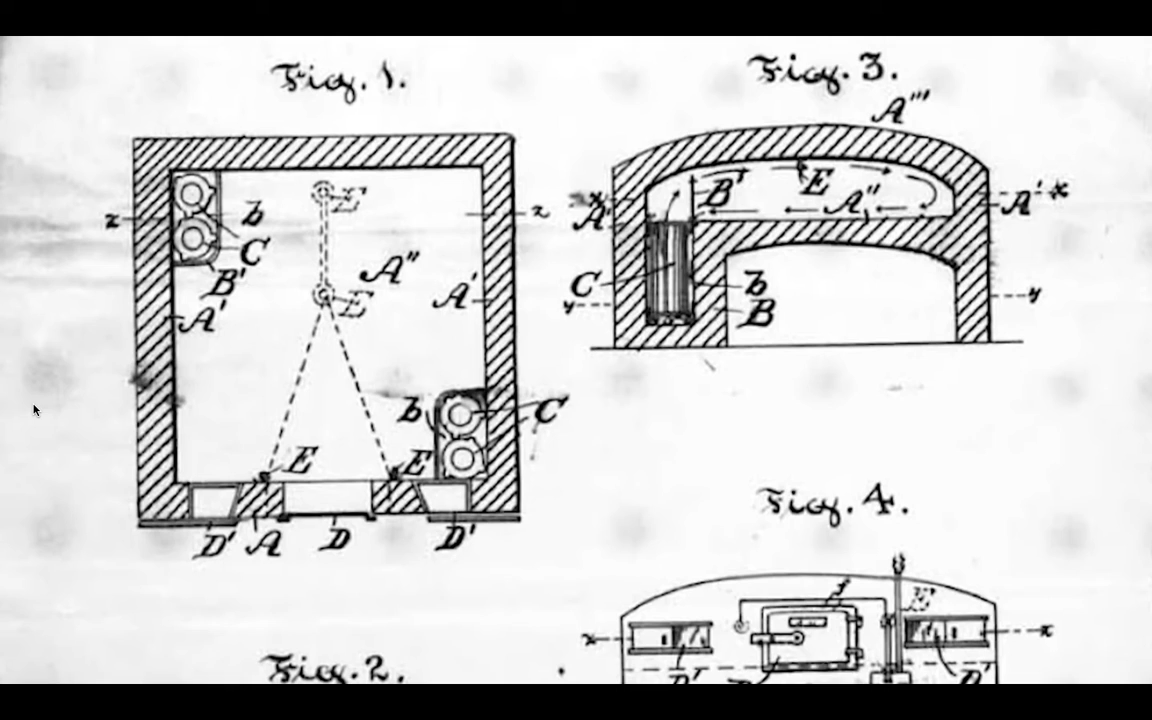 Fig. 1.
z
z
b
C
B'
A'
E
E
A"
A'
b
C
E
E
D'
A
D
D'
Fig. 3.
A'''
x
A'
B'
E
A"
A'
x
C
b
B
y
y
Fig. 4.
E
x
x
D'
D'
Fig. 2.